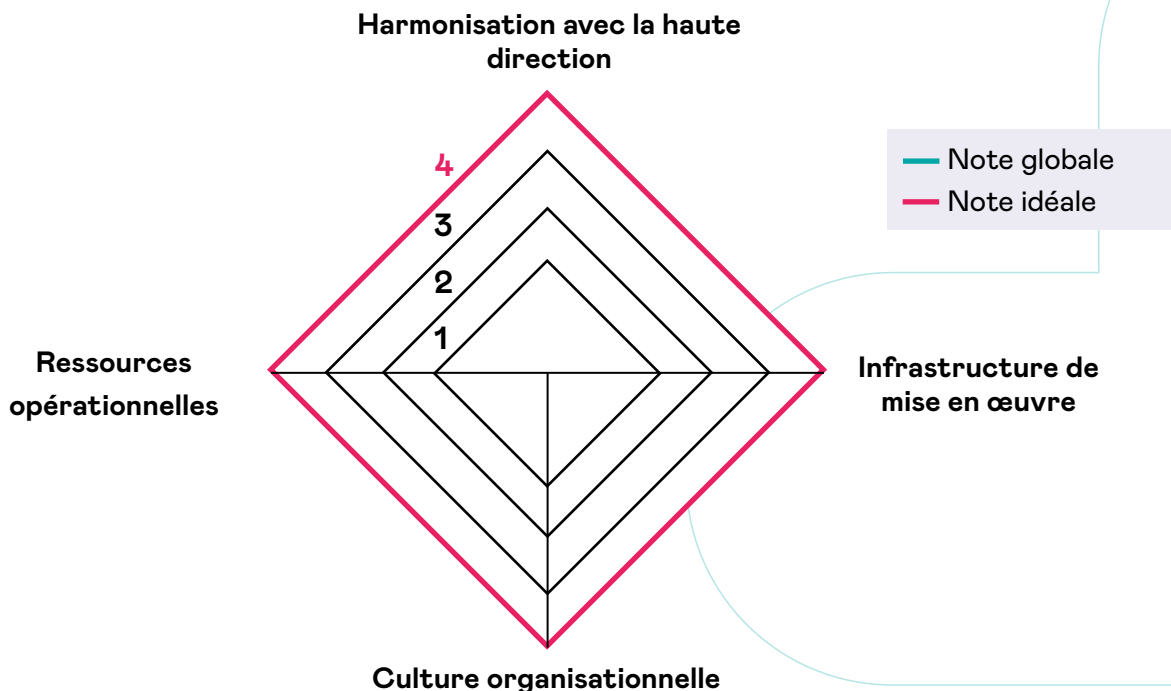 Harmonisation avec la haute
direction
Note globale
Note idéale
4
3
2
1
Ressources
opérationnelles
Infrastructure de
mise en œuvre
Culture organisationnelle